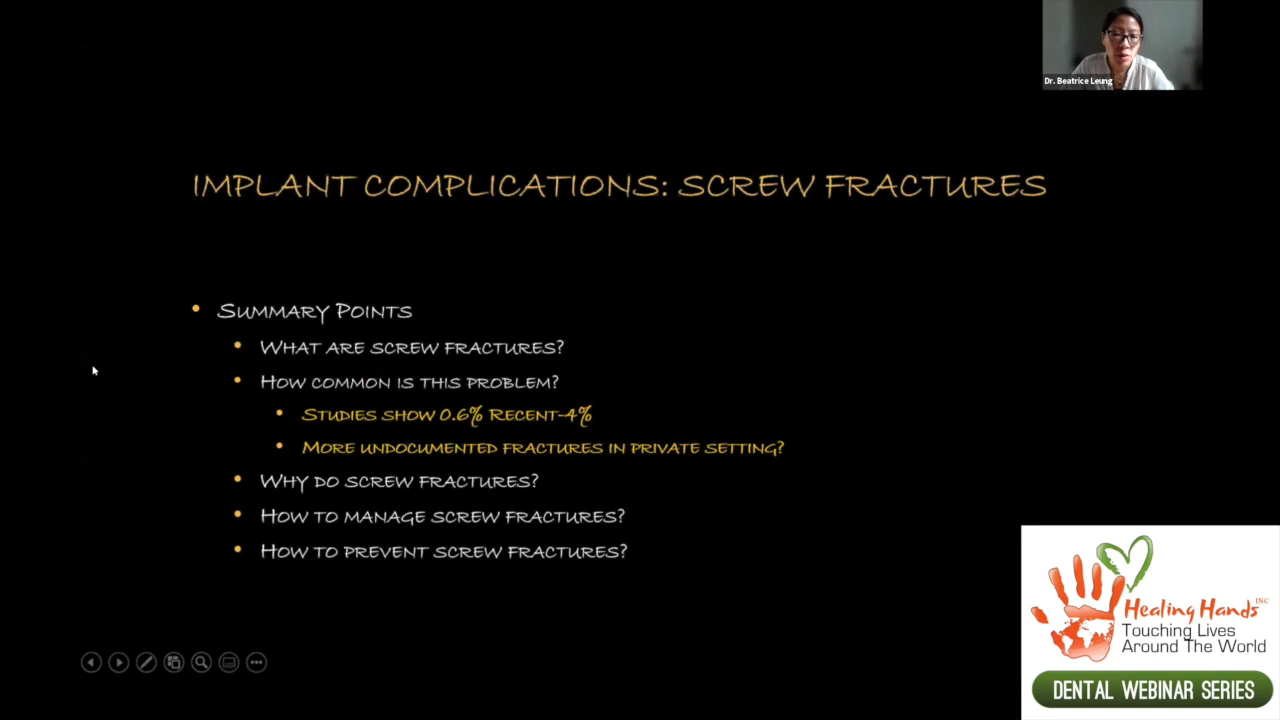 Dr. Beatrice Leung
IMPLANT COMPLICATIONS: SCREW FRACTURES
• SUMMARY POINTS
• WHAT ARE SCREW FRACTURES?
• HOW COMMON IS THIS PROBLEM?
• STUDIES SHOW 0.6% RECENT-4%
• MORE UNDOCUMENTED FRACTURES IN PRIVATE SETTING?
• WHY DO SCREW FRACTURES?
• HOW TO MANAGE SCREW FRACTURES?
• HOW TO PREVENT SCREW FRACTURES?
Healing Hands INC
Touching Lives
Around The World
DENTAL WEBINAR SERIES